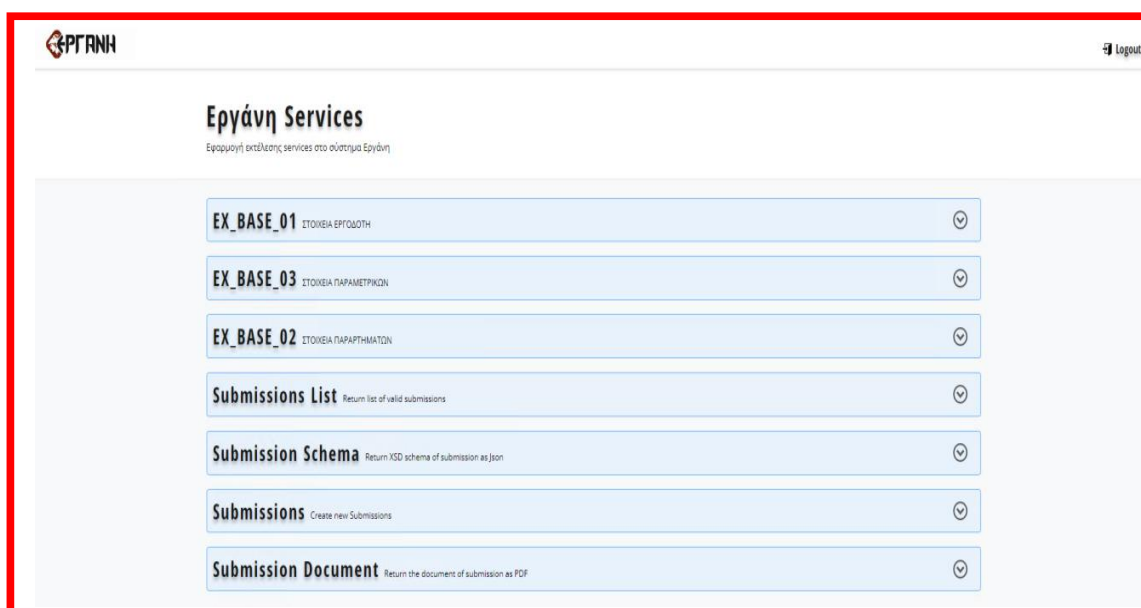 ΕΡΓΑΝΗ
Logout
Εργάνη Services
Εφαρμογή εκτέλεσης services στο σύστημα Εργάνη
EX_BASE_01 ΣΤΟΙΧΕΙΑ ΕΡΓΟΔΟΤΗ
EX_BASE_03 ΣΤΟΙΧΕΙΑ ΠΑΡΑΜΕΤΡΙΚΩΝ
EX_BASE_02 ΣΤΟΙΧΕΙΑ ΠΑΡΑΡΤΗΜΑΤΩΝ
Submissions List Return list of valid submissions
Submission Schema Return XSD schema of submission as Json
Submissions Create new Submissions
Submission Document Return the document of submission as PDF